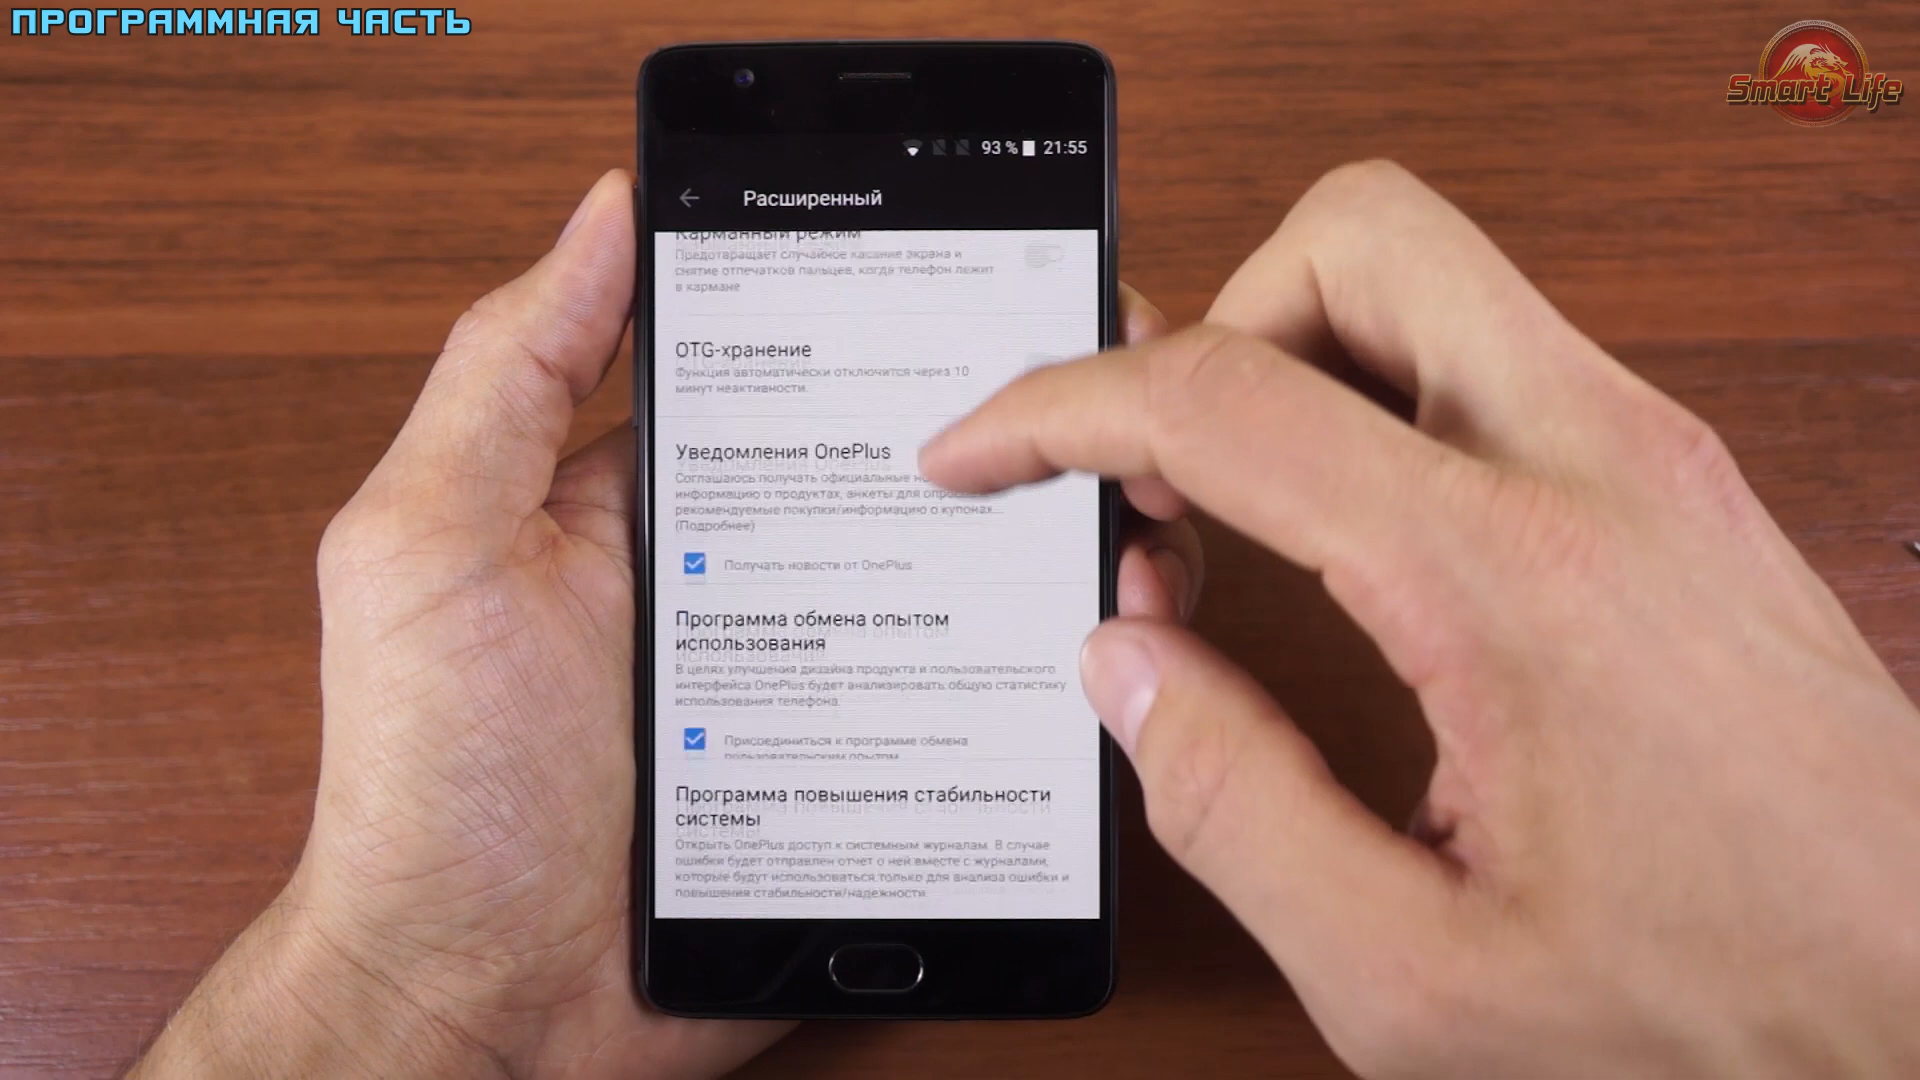 ПРОГРАММНАЯ ЧАСТЬ
Smart Life
93 % 21:55
Расширенный
Карманный режим
Предотвращает случайное касание экрана и
снятие отпечатков пальцев, когда телефон лежит
в кармане
OTG-хранение
Функция автоматически отключится через 10
минут неактивности.
Уведомления OnePlus
Соглашаюсь получать официальные
информацию о продуктах, анкеты для
рекомендуемые покупки/информацию о купонах...
(Подробнее)
Получать новости от OnePlus
Программа обмена опытом
использования
В целях улучшения дизайна продукта и пользовательского
интерфейса OnePlus будет анализировать общую статистику
использования телефона.
Присоединиться к программе обмена
пользовательским опытом
Программа повышения стабильности
системы
Открыть OnePlus доступ к системным журналам. В случае
ошибки будет отправлен отчет о ней вместе с журналами,
которые будут использоваться только для анализа ошибки и
повышения стабильности/надежности.